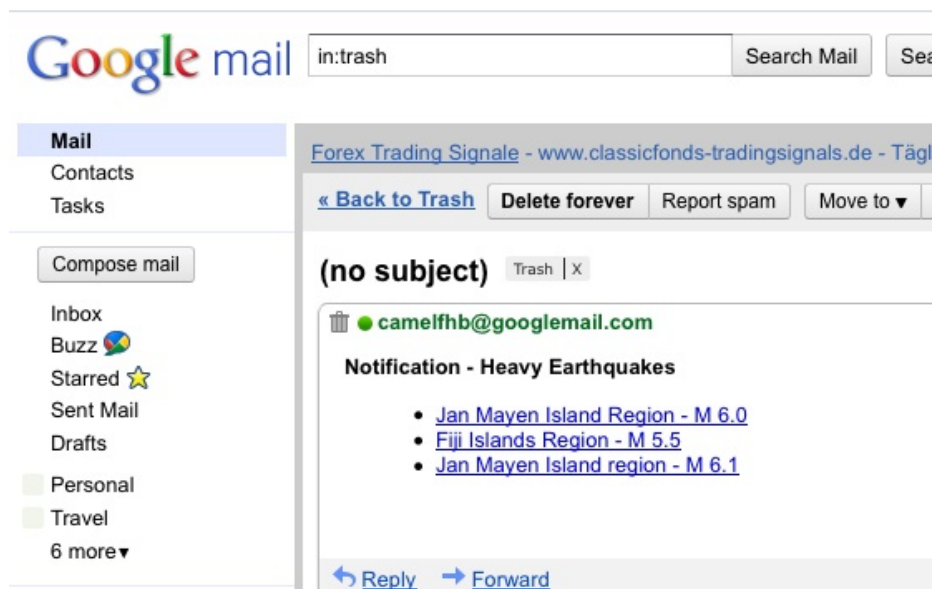 Google mail in:trash Search Mail
Mail
Contacts
Tasks
Forex Trading Signale - www.classicfonds-tradingsignals.de - Tägl
« Back to Trash Delete forever Report spam Move to ▾
Compose mail
(no subject) Trash | X
Inbox
Buzz
Starred
Sent Mail
Drafts
Personal
Travel
6 more ▾
camelfhb@googlemail.com
Notification - Heavy Earthquakes
• Jan Mayen Island Region - M 6.0
• Fiji Islands Region - M 5.5
• Jan Mayen Island region - M 6.1
Reply Forward